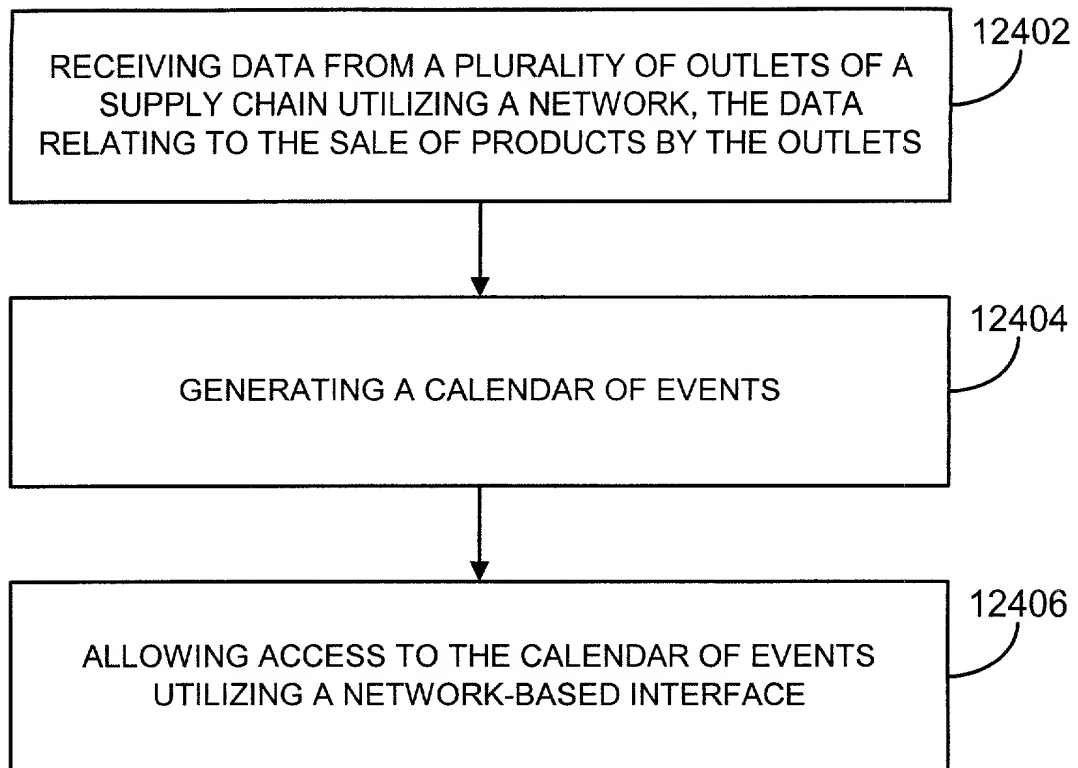 12402
RECEIVING DATA FROM A PLURALITY OF OUTLETS OF A
SUPPLY CHAIN UTILIZING A NETWORK, THE DATA
RELATING TO THE SALE OF PRODUCTS BY THE OUTLETS
12404
GENERATING A CALENDAR OF EVENTS
12406
ALLOWING ACCESS TO THE CALENDAR OF EVENTS
UTILIZING A NETWORK-BASED INTERFACE